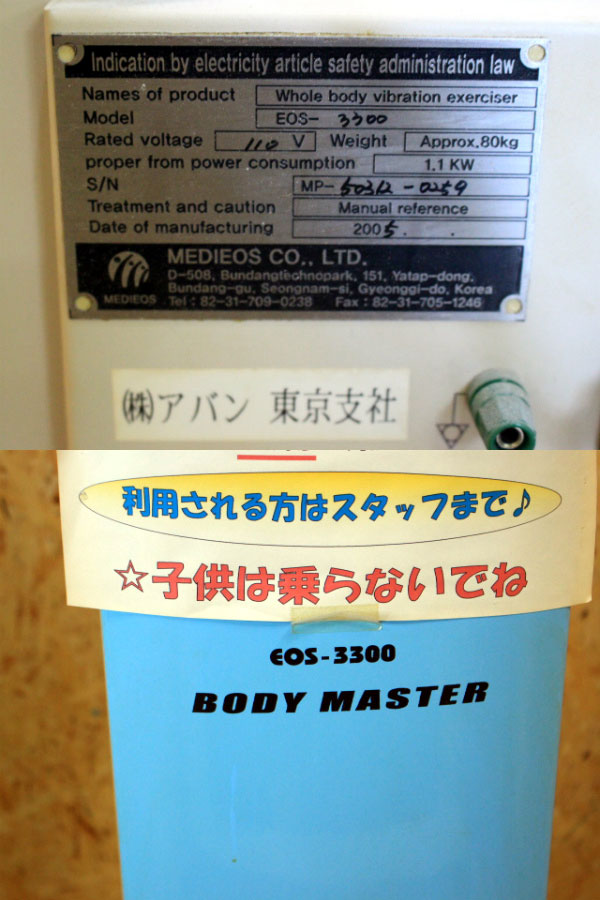 Indication by electricity article safety administration law
Names of product Whole body vibration exerciser
Model EOS- 3300
Rated voltage 110 V Weight Approx.80kg
proper from power consumption 1.1 KW
S/N MP- 50312 -0259
Treatment and caution Manual reference
Date of manufacturing 2005. .
MEDIEOS CO., LTD.
D-508, Bundangtechnopark, 151, Yatap-dong,
Bundang-gu, Seongnam-si, Gyeonggi-do, Korea
MEDIEOS Tel : 82-31-709-0238 Fax : 82-31-705-1246
㈱アバン 東京支社
利用される方はスタッフまで♪
☆子供は乗らないでね
EOS-3300
BODY MASTER